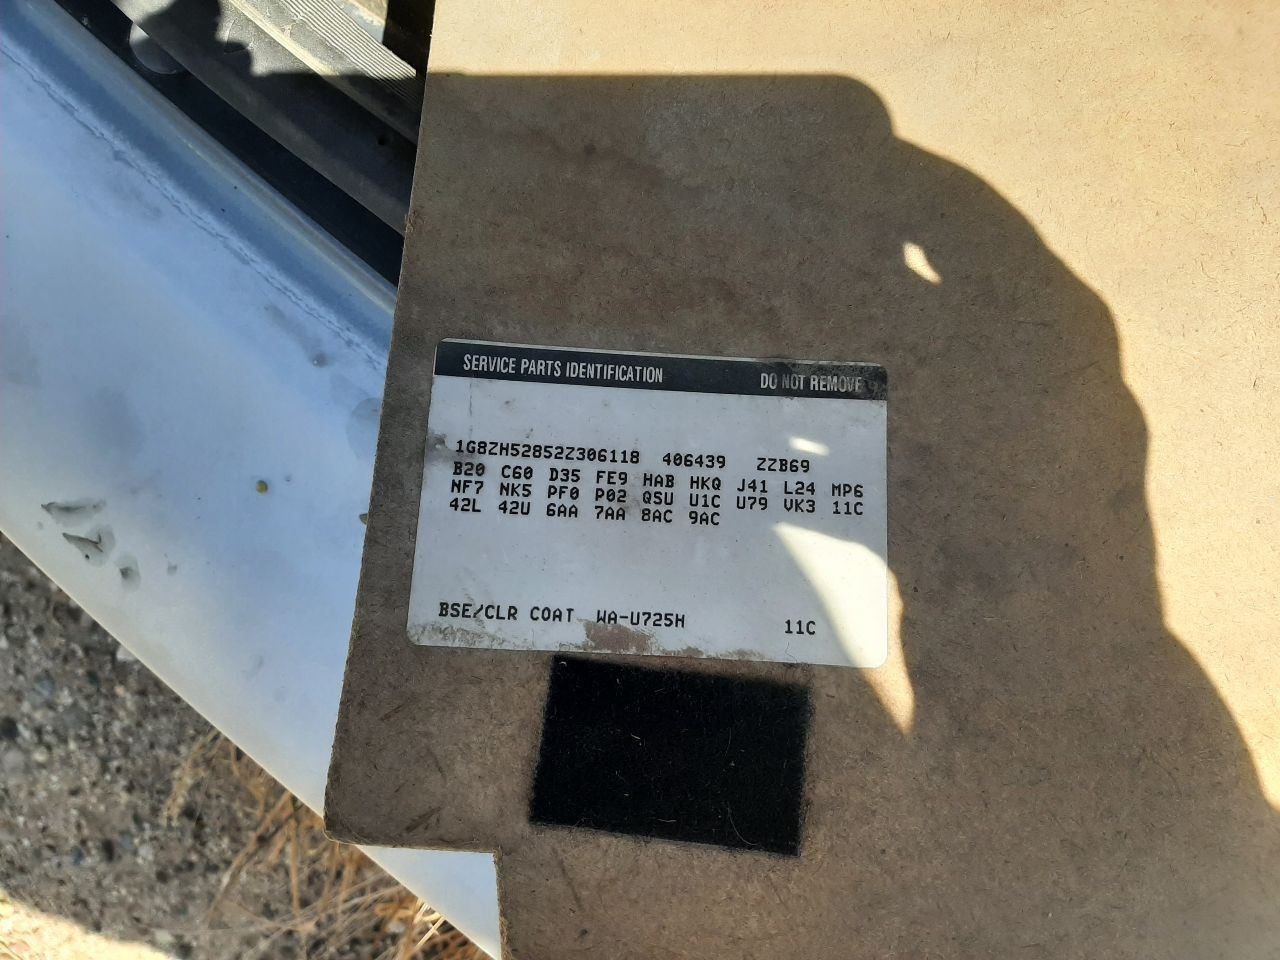 SERVICE PARTS IDENTIFICATION DO NOT REMOVE
1G8ZH52852Z306118 406439 ZZB69
B20 C60 D35 FE9 HAB HKQ J41 L24 MP6
NF7 NK5 PF0 P02 QSU U1C U79 VK3 11C
42L 42U 6AA 7AA 8AC 9AC
BSE/CLR COAT WA-U725H 11C